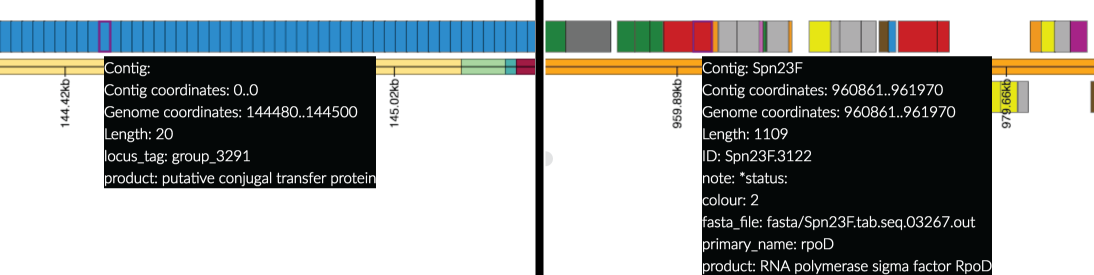 Contig:
Contig coordinates: 0..0
Genome coordinates: 144480..144500
Length: 20
locus_tag: group_3291
product: putative conjugal transfer protein
144.42kb
145.02kb
Contig: Spn23F
Contig coordinates: 960861..961970
Genome coordinates: 960861..961970
Length: 1109
ID: Spn23F.3122
note: *status:
colour: 2
fasta_file: fasta/Spn23F.tab.seq.03267.out
primary_name: rpoD
product: RNA polymerase sigma factor RpoD
959.89kb
979.66kb